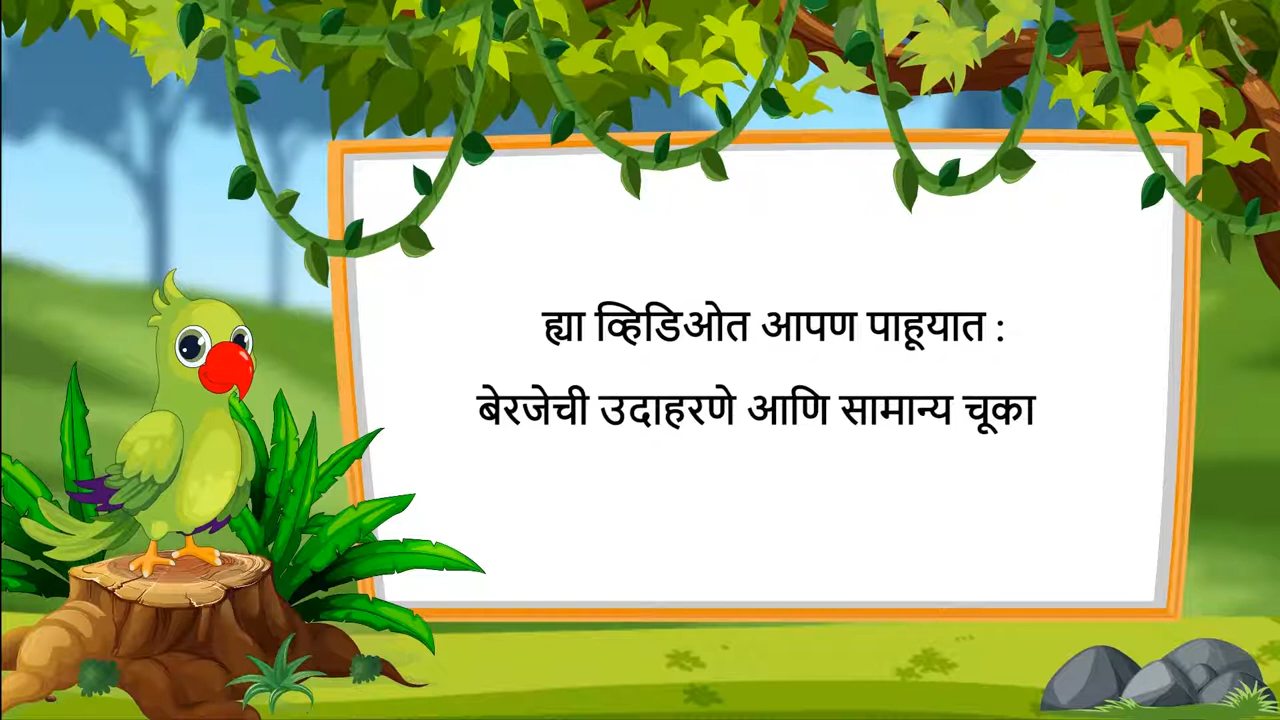 ह्या व्हिडिओत आपण पाहूयात :
बेरजेची उदाहरणे आणि सामान्य चूका